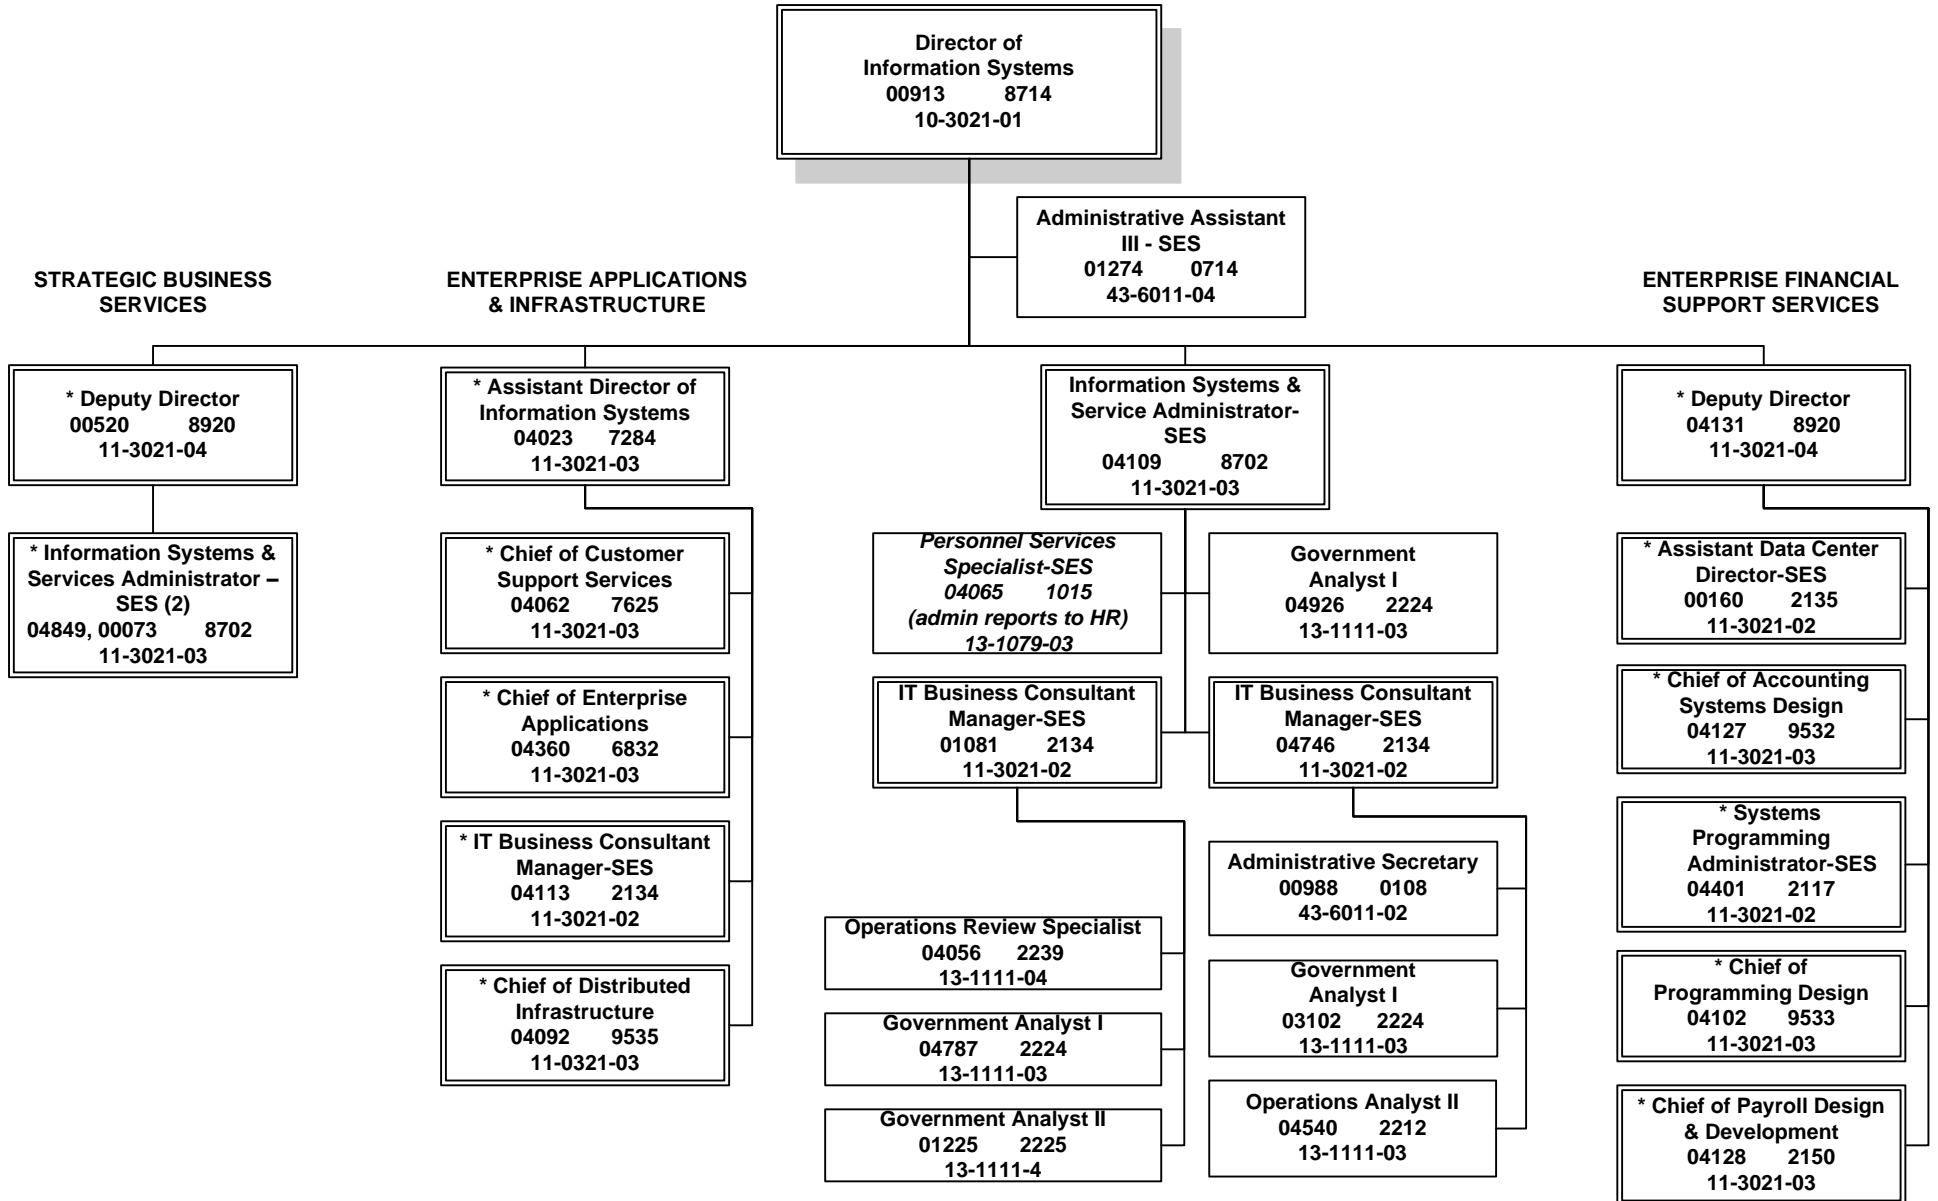 Director of
Information Systems
00913 8714
10-3021-01
Administrative Assistant
III - SES
01274 0714
43-6011-04
STRATEGIC BUSINESS
SERVICES
ENTERPRISE APPLICATIONS
& INFRASTRUCTURE
ENTERPRISE FINANCIAL
SUPPORT SERVICES
* Deputy Director
00520 8920
11-3021-04
* Information Systems &
Services Administrator –
SES (2)
04849, 00073 8702
11-3021-03
* Assistant Director of
Information Systems
04023 7284
11-3021-03
* Chief of Customer
Support Services
04062 7625
11-3021-03
* Chief of Enterprise
Applications
04360 6832
11-3021-03
* IT Business Consultant
Manager-SES
04113 2134
11-3021-02
* Chief of Distributed
Infrastructure
04092 9535
11-0321-03
Information Systems &
Service Administrator-
SES
04109 8702
11-3021-03
Personnel Services
Specialist-SES
04065 1015
(admin reports to HR)
13-1079-03
Government
Analyst I
04926 2224
13-1111-03
IT Business Consultant
Manager-SES
01081 2134
11-3021-02
Operations Review Specialist
04056 2239
13-1111-04
Government Analyst I
04787 2224
13-1111-03
Government Analyst II
01225 2225
13-1111-4
IT Business Consultant
Manager-SES
04746 2134
11-3021-02
Administrative Secretary
00988 0108
43-6011-02
Government
Analyst I
03102 2224
13-1111-03
Operations Analyst II
04540 2212
13-1111-03
* Deputy Director
04131 8920
11-3021-04
* Assistant Data Center
Director-SES
00160 2135
11-3021-02
* Chief of Accounting
Systems Design
04127 9532
11-3021-03
* Systems
Programming
Administrator-SES
04401 2117
11-3021-02
* Chief of
Programming Design
04102 9533
11-3021-03
* Chief of Payroll Design
& Development
04128 2150
11-3021-03